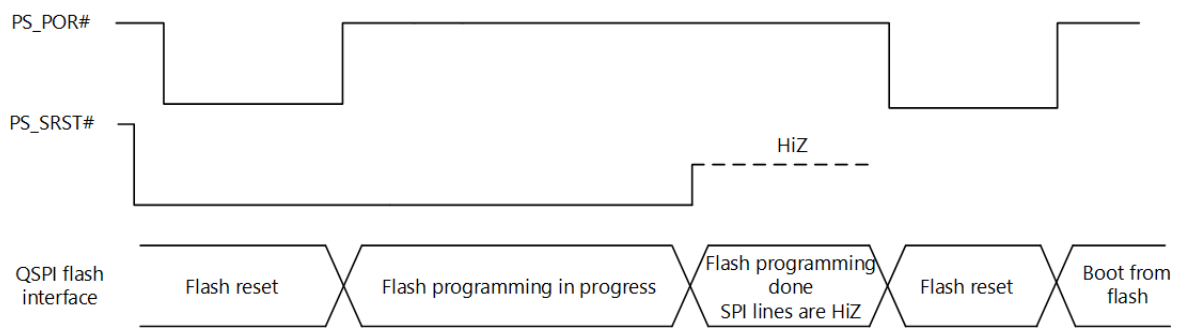 PS_POR#
PS_SRST#
HiZ
QSPI flash
interface
Flash reset
Flash programming in progress
Flash programming
done
SPI lines are HiZ
Flash reset
Boot from
flash